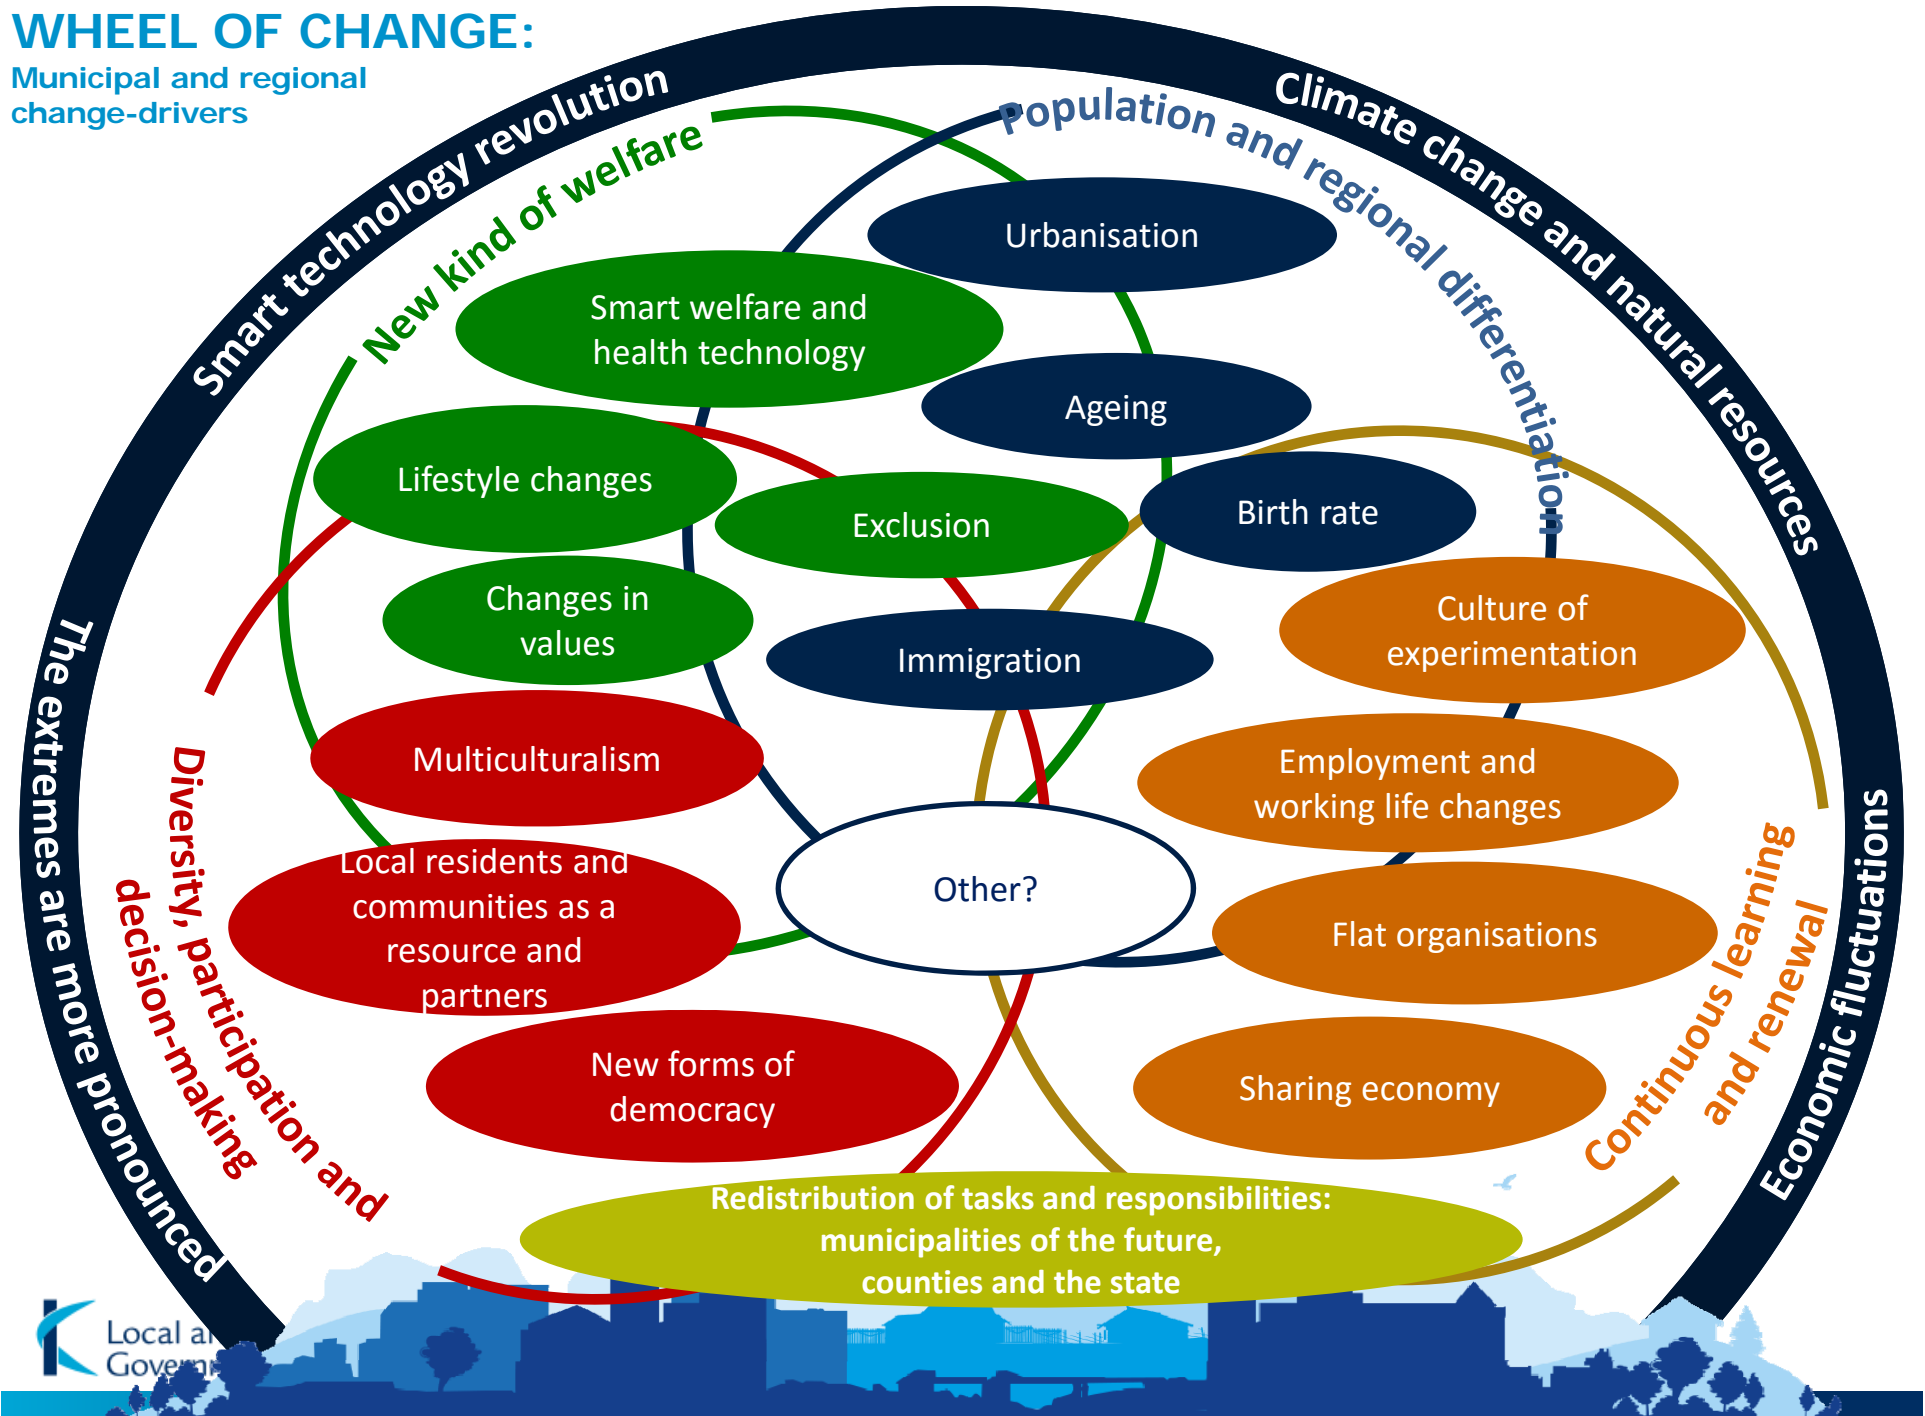 WHEEL OF CHANGE:
Municipal and regional
change-drivers
Smart technology revolution
Climate change and natural resources
The extremes are more pronounced
Economic fluctuations
New kind of welfare
Population and regional differentiation
Urbanisation
Smart welfare and
health technology
Ageing
Lifestyle changes
Exclusion
Birth rate
Changes in
values
Immigration
Culture of
experimentation
Multiculturalism
Employment and
working life changes
Diversity, participation and
decision-making
Local residents and
communities as a
resource and
partners
Other?
Flat organisations
Continuous learning
and renewal
New forms of
democracy
Sharing economy
Redistribution of tasks and responsibilities:
municipalities of the future,
counties and the state
Local